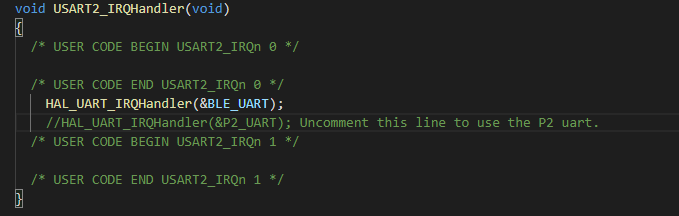 void USART2_IRQHandler(void)
{
/* USER CODE BEGIN USART2_IRQn 0 */
/* USER CODE END USART2_IRQn 0 */
HAL_UART_IRQHandler(&BLE_UART);
//HAL_UART_IRQHandler(&P2_UART); Uncomment this line to use the P2 uart.
/* USER CODE BEGIN USART2_IRQn 1 */
/* USER CODE END USART2_IRQn 1 */
}